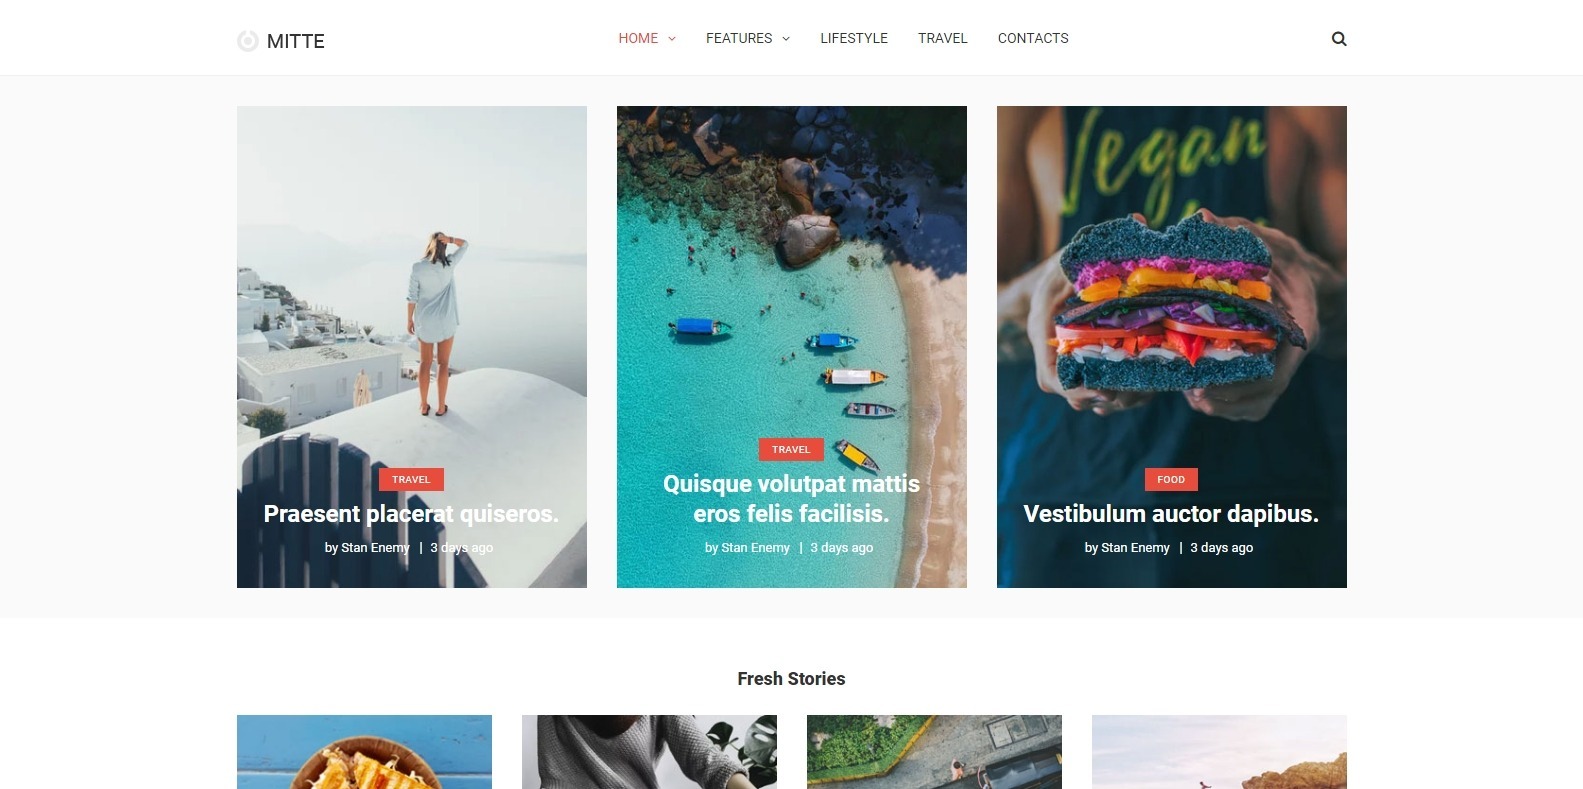 MITTE
HOME
FEATURES
LIFESTYLE
TRAVEL
CONTACTS
Vegan
TRAVEL
Praesent placerat quiseros.
by Stan Enemy | 3 days ago
TRAVEL
Quisque volutpat mattis
eros felis facilisis.
by Stan Enemy | 3 days ago
FOOD
Vestibulum auctor dapibus.
by Stan Enemy | 3 days ago
Fresh Stories